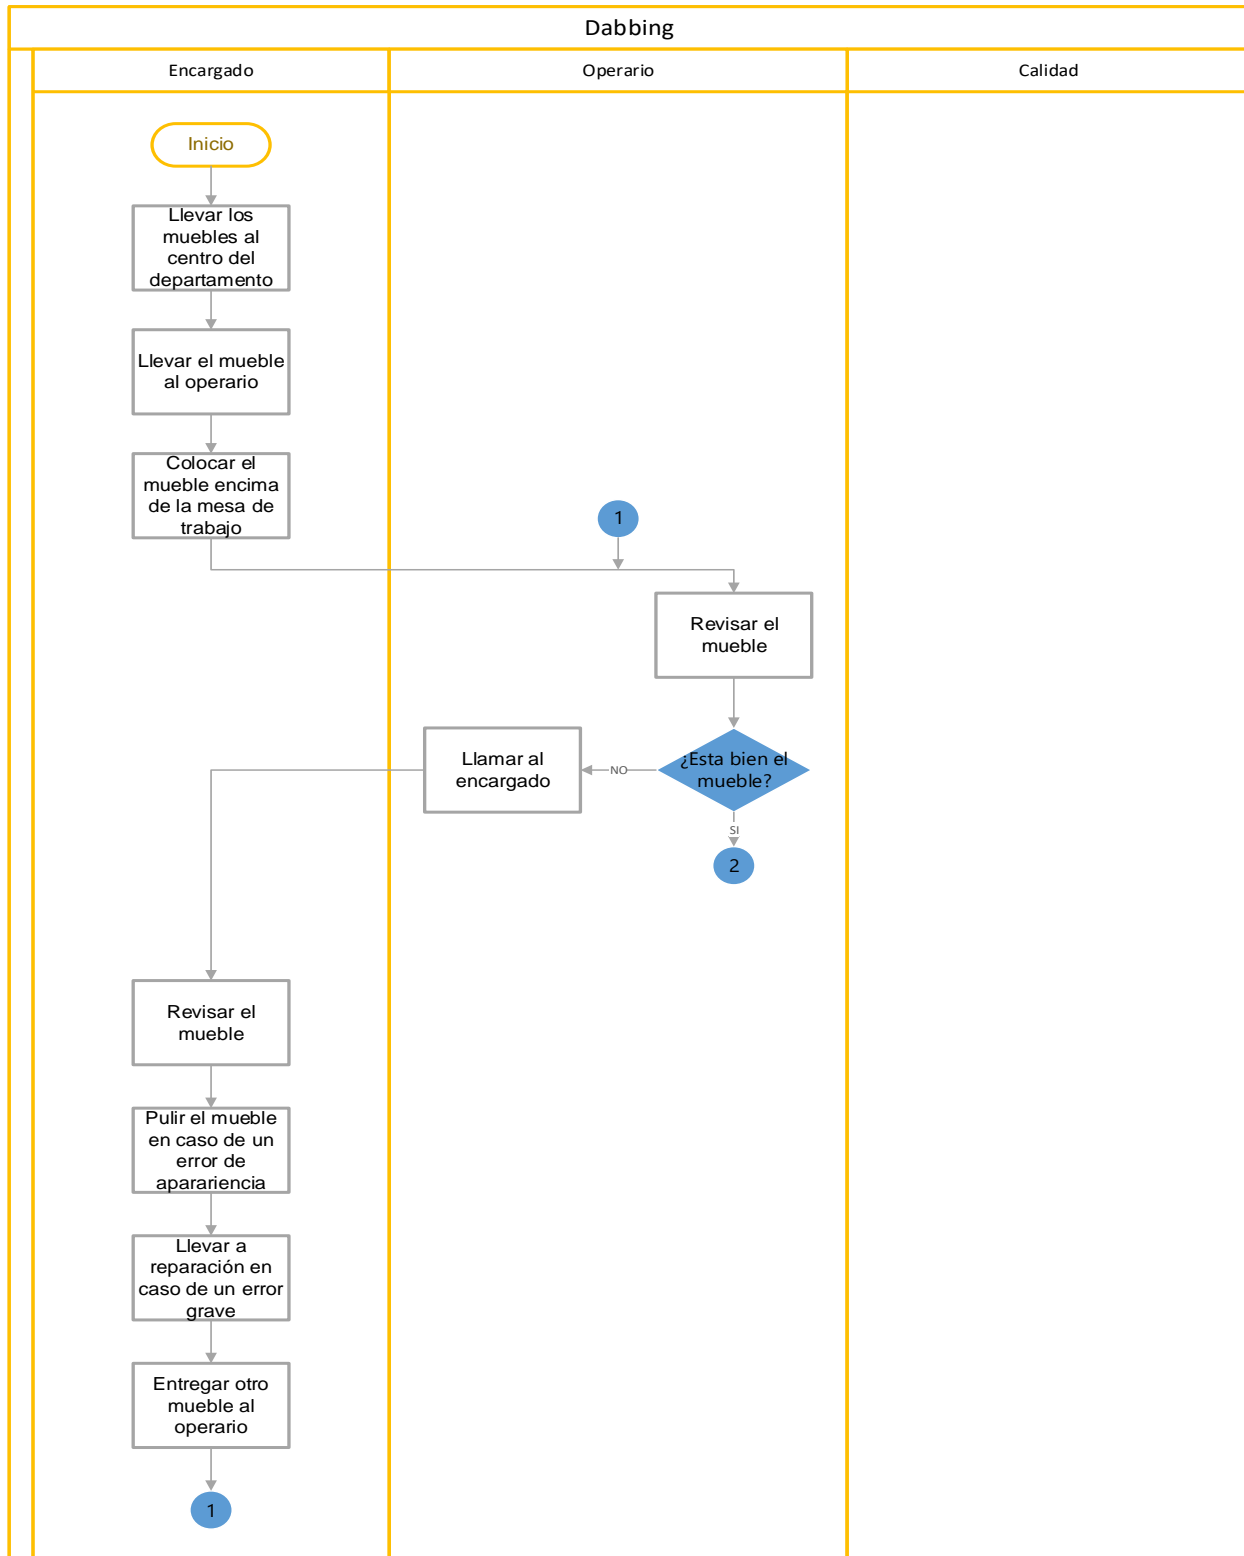 Dabbing
Encargado
Operario
Calidad
Inicio
Llevar los
muebles al
centro del
departamento
Llevar el mueble
al operario
Colocar el
mueble encima
de la mesa de
trabajo
1
Revisar el
mueble
¿Esta bien el
mueble?
NO
Llamar al
encargado
SI
2
Revisar el
mueble
Pulir el mueble
en caso de un
error de
aparariencia
Llevar a
reparación en
caso de un error
grave
Entregar otro
mueble al
operario
1